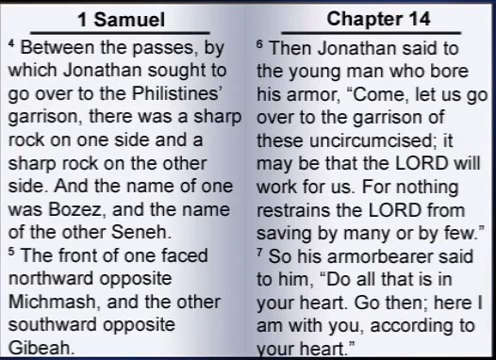 1 Samuel
⁴ Between the passes, by
which Jonathan sought to
go over to the Philistines’
garrison, there was a sharp
rock on one side and a
sharp rock on the other
side. And the name of one
was Bozez, and the name
of the other Seneh.
⁵ The front of one faced
northward opposite
Michmash, and the other
southward opposite
Gibeah.
Chapter 14
⁶ Then Jonathan said to
the young man who bore
his armor, “Come, let us go
over to the garrison of
these uncircumcised; it
may be that the LORD will
work for us. For nothing
restrains the LORD from
saving by many or by few.”
⁷ So his armorbearer said
to him, “Do all that is in
your heart. Go then; here I
am with you, according to
your heart.”